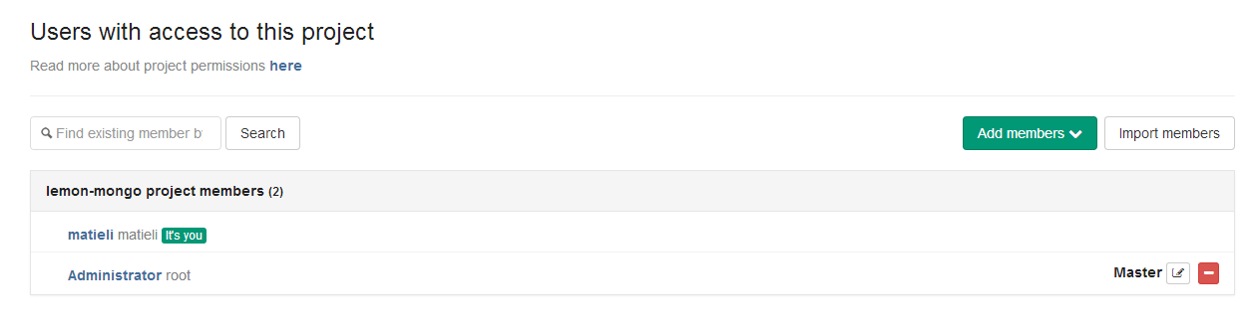 Users with access to this project
Read more about project permissions here
Find existing member b
Search
Add members
Import members
lemon-mongo project members (2)
matieli matieli It's you
Administrator root
Master